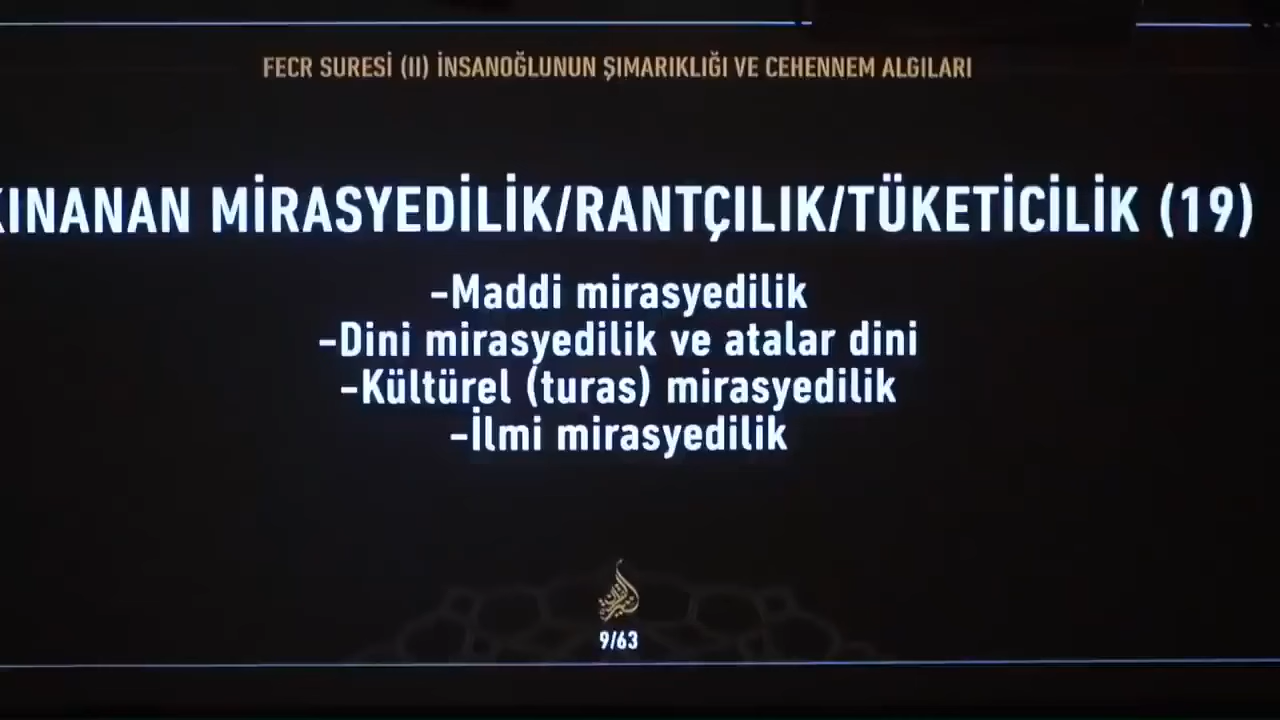 FECR SURESİ (II) İNSANOĞLUNUN ŞIMARIKLIĞI VE CEHENNEM ALGILARI
KINANAN MİRASYEDİLİK/RANTÇILIK/TÜKETİCİLİK (19)
-Maddi mirasyedilik
-Dini mirasyedilik ve atalar dini
-Kültürel (turas) mirasyedilik
-İlmi mirasyedilik
9/63